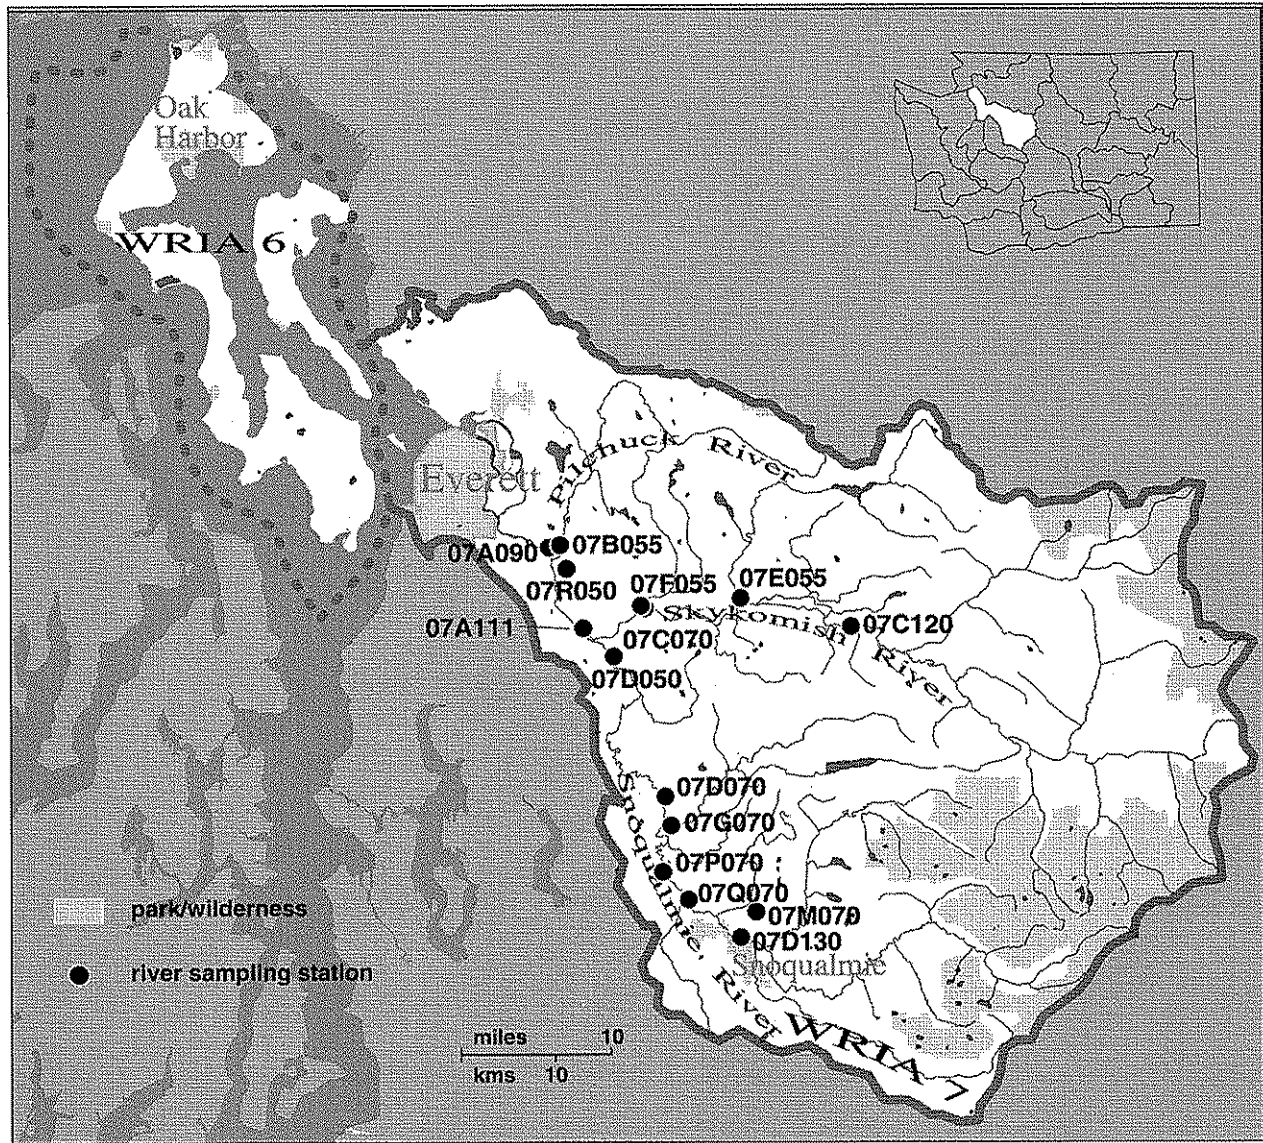 Oak
Harbor
WRIA 6
Everett
Pilchuck River
07A090
07B055
07R050
07F055
07E055
Skykomish River
07C120
07A111
07C070
07D050
Snoqualmie, River
07D070
07G070
07P070
07Q070
07M070
07D130
Snoqualmie
WRIA 7
park/wilderness
river sampling station
miles 10
kms 10